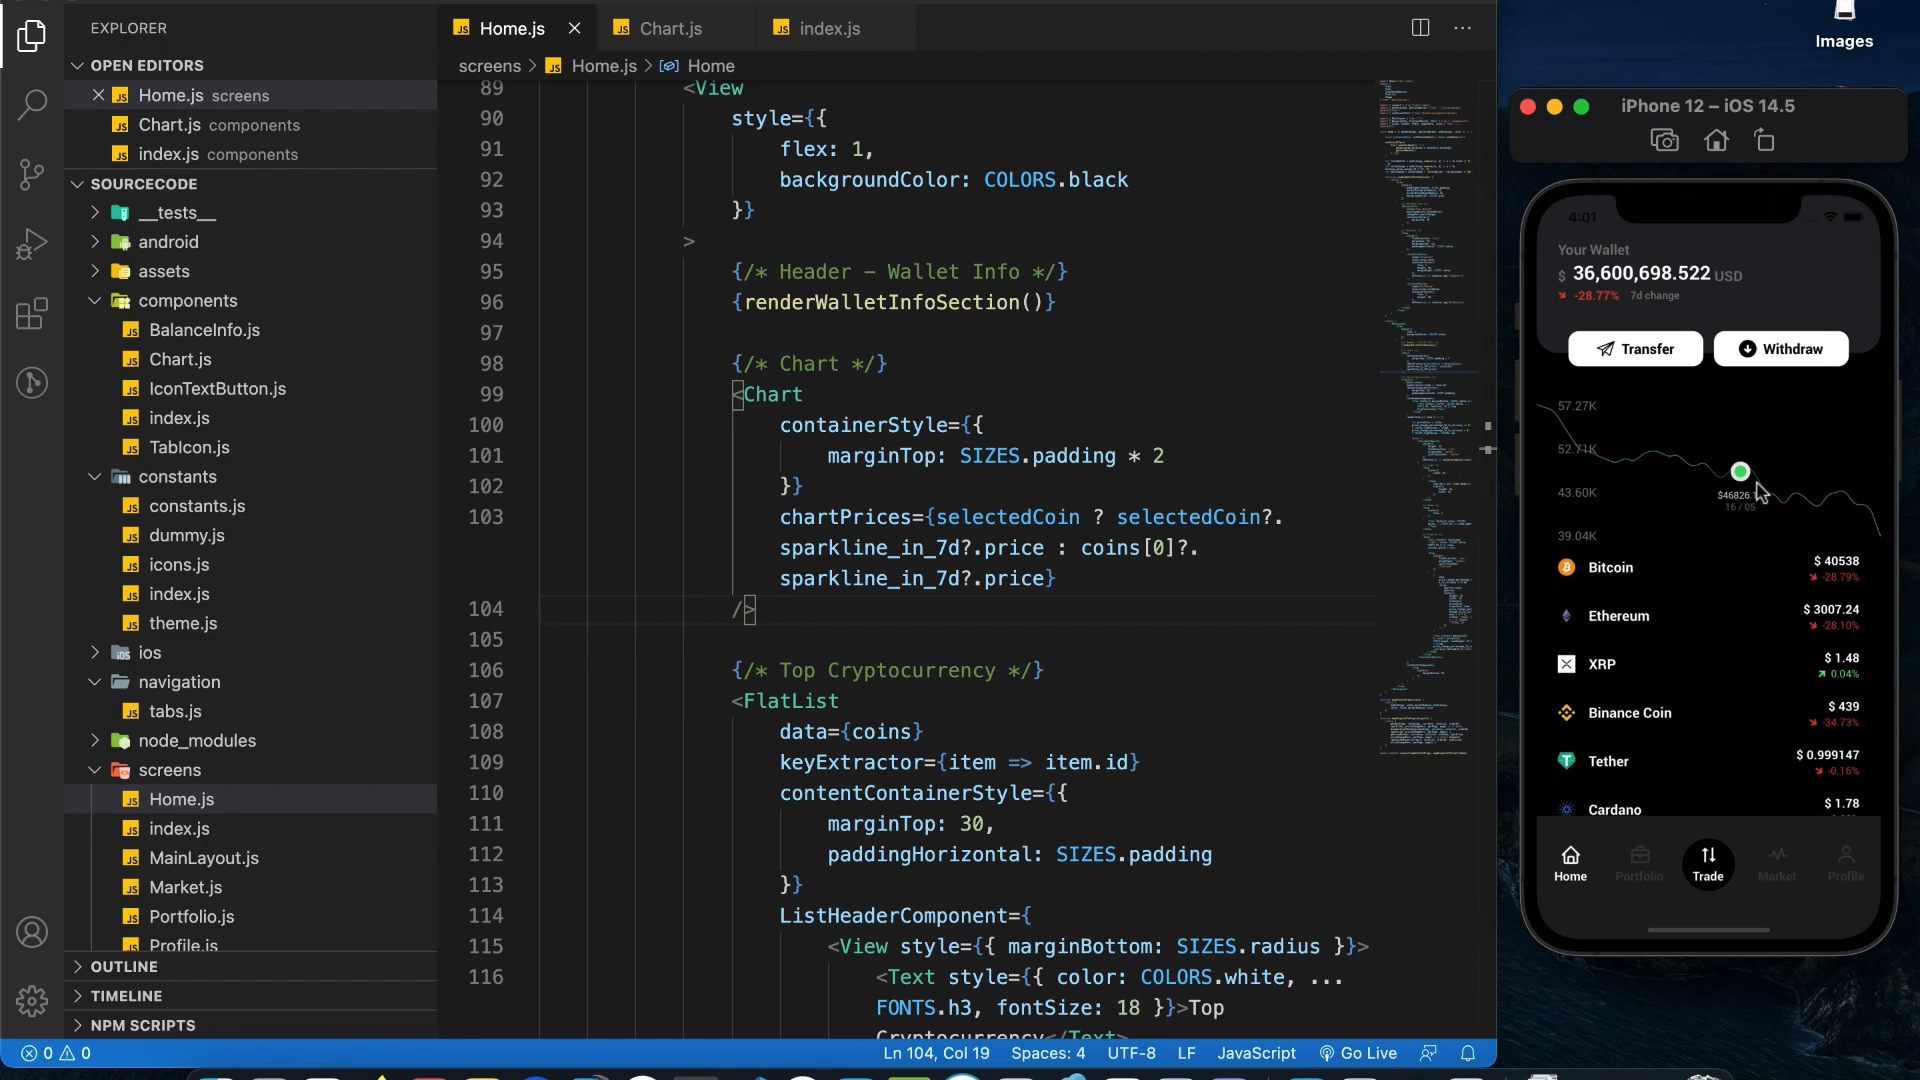 EXPLORER
OPEN EDITORS
Home.js screens
Chart.js components
index.js components
SOURCECODE
__tests__
android
assets
components
BalanceInfo.js
Chart.js
IconTextButton.js
index.js
TabIcon.js
constants
constants.js
dummy.js
icons.js
index.js
theme.js
ios
navigation
tabs.js
node_modules
screens
Home.js
index.js
MainLayout.js
Market.js
Portfolio.js
Profile.js
OUTLINE
TIMELINE
NPM SCRIPTS
Home.js Chart.js index.js
screens > Home.js > Home
89 <View
90 style={{
91 flex: 1,
92 backgroundColor: COLORS.black
93 }}
94 >
95 {/* Header – Wallet Info */}
96 {renderWalletInfoSection()}
97
98 {/* Chart */}
99 <Chart
100 containerStyle={{
101 marginTop: SIZES.padding * 2
102 }}
103 chartPrices={selectedCoin ? selectedCoin?.
sparkline_in_7d?.price : coins[0]?.
sparkline_in_7d?.price}
104 />
105
106 {/* Top Cryptocurrency */}
107 <FlatList
108 data={coins}
109 keyExtractor={item => item.id}
110 contentContainerStyle={{
111 marginTop: 30,
112 paddingHorizontal: SIZES.padding
113 }}
114 ListHeaderComponent={
115 <View style={{ marginBottom: SIZES.radius }}>
116 <Text style={{ color: COLORS.white, ...
FONTS.h3, fontSize: 18 }}>Top
Cryptocurrency</Text>
0 0 Ln 104, Col 19 Spaces: 4 UTF-8 LF JavaScript Go Live
Images
iPhone 12 – iOS 14.5
4:01
Your Wallet
$ 36,600,698.522 USD
-28.77% 7d change
Transfer Withdraw
57.27K
52.71K
43.60K
$46826.
16 / 05
39.04K
Bitcoin $ 40538
-28.79%
Ethereum $ 3007.24
-28.10%
XRP $ 1.48
0.04%
Binance Coin $ 439
-34.73%
Tether $ 0.999147
-0.16%
Cardano $ 1.78
Home Portfolio Trade Market Profile